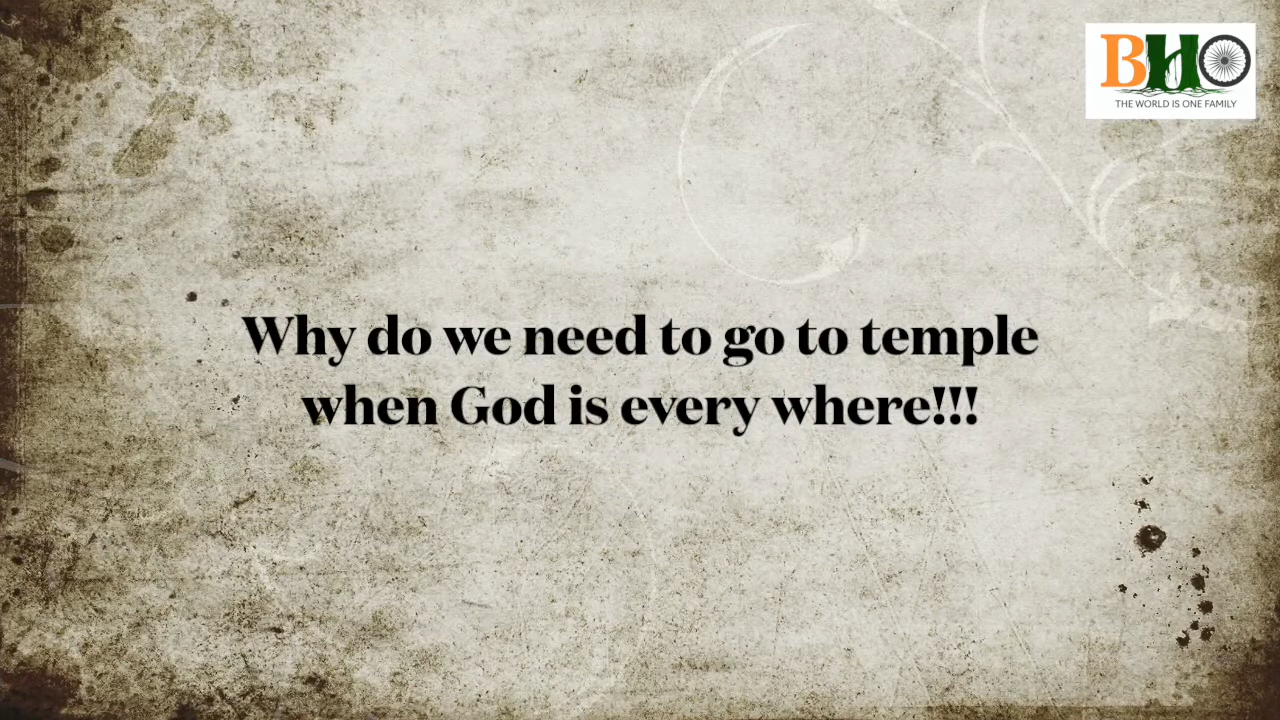 BHO
THE WORLD IS ONE FAMILY
Why do we need to go to temple
when God is every where!!!